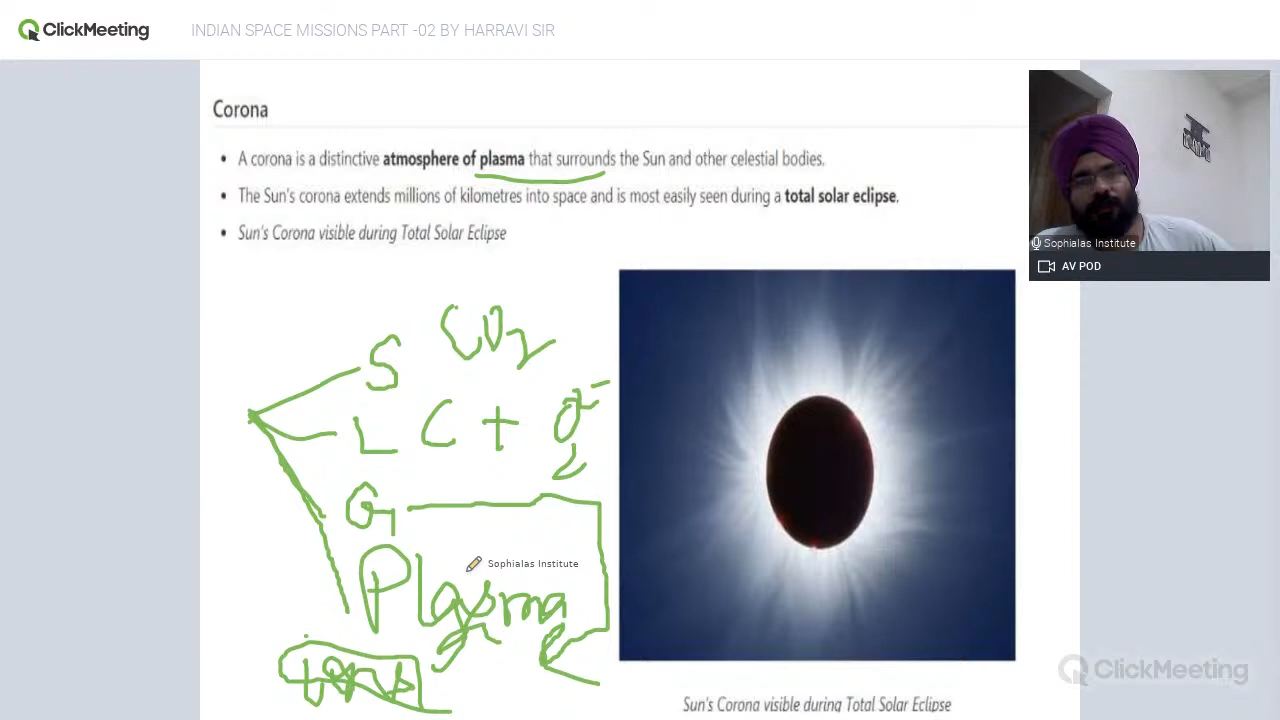 ClickMeeting
INDIAN SPACE MISSIONS PART -02 BY HARRAVI SIR
Corona
• A corona is a distinctive atmosphere of plasma that surrounds the Sun and other celestial bodies.
• The Sun's corona extends millions of kilometres into space and is most easily seen during a total solar eclipse.
• Sun's Corona visible during Total Solar Eclipse
Sophialas Institute
AV POD
S CO2
L C + O2-
G
Plasma
Sophialas Institute
ions
ClickMeeting
Sun's Corona visible during Total Solar Eclipse